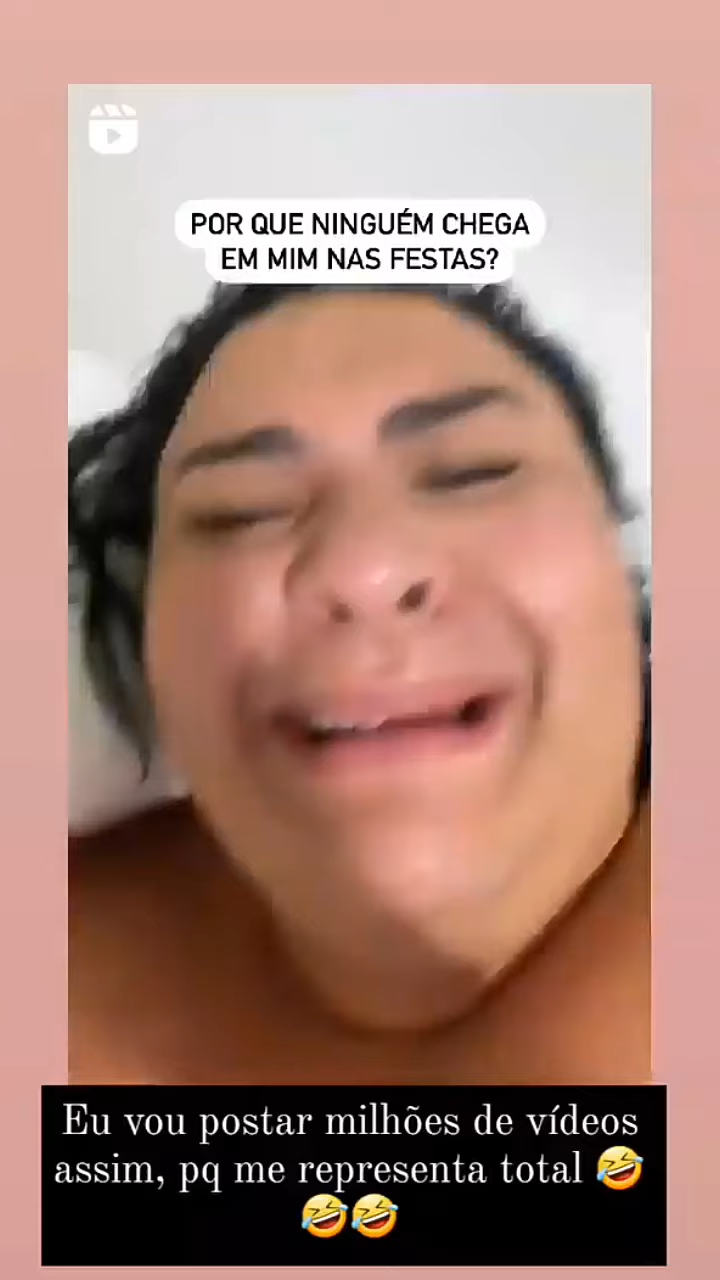 POR QUE NINGUÉM CHEGA
EM MIM NAS FESTAS?
Eu vou postar milhões de vídeos
assim, pq me representa total 🤣
🤣🤣